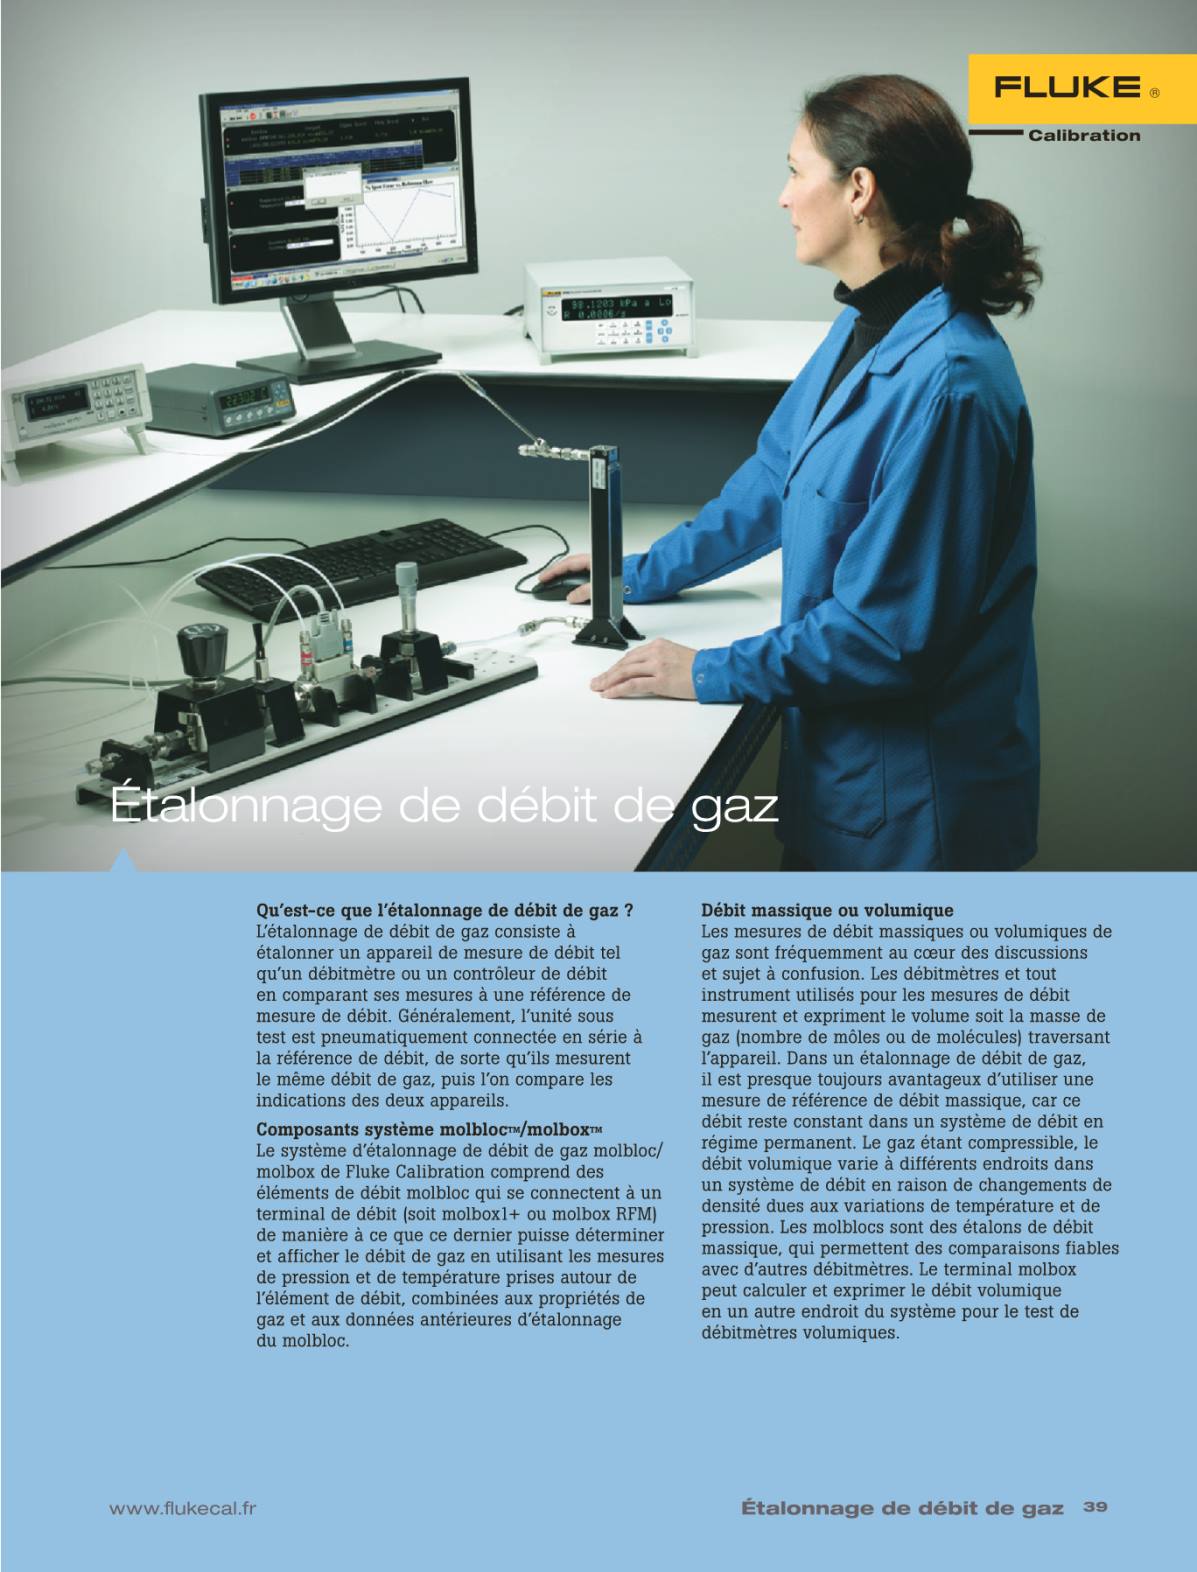 FLUKE ®
Calibration
FLUKE
Étalonnage de débit de gaz
Qu'est-ce que l'étalonnage de débit de gaz ?
L'étalonnage de débit de gaz consiste à
étalonner un appareil de mesure de débit tel
qu'un débitmètre ou un contrôleur de débit
en comparant ses mesures à une référence de
mesure de débit. Généralement, l'unité sous
test est pneumatiquement connectée en série à
la référence de débit, de sorte qu'ils mesurent
le même débit de gaz, puis l'on compare les
indications des deux appareils.
Composants système molbloc™/molbox™
Le système d'étalonnage de débit de gaz molbloc/
molbox de Fluke Calibration comprend des
éléments de débit molbloc qui se connectent à un
terminal de débit (soit molbox1+ ou molbox RFM)
de manière à ce que ce dernier puisse déterminer
et afficher le débit de gaz en utilisant les mesures
de pression et de température prises autour de
l'élément de débit, combinées aux propriétés de
gaz et aux données antérieures d'étalonnage
du molbloc.
Débit massique ou volumique
Les mesures de débit massiques ou volumiques de
gaz sont fréquemment au cœur des discussions
et sujet à confusion. Les débitmètres et tout
instrument utilisés pour les mesures de débit
mesurent et expriment le volume soit la masse de
gaz (nombre de môles ou de molécules) traversant
l'appareil. Dans un étalonnage de débit de gaz,
il est presque toujours avantageux d'utiliser une
mesure de référence de débit massique, car ce
débit reste constant dans un système de débit en
régime permanent. Le gaz étant compressible, le
débit volumique varie à différents endroits dans
un système de débit en raison de changements de
densité dues aux variations de température et de
pression. Les molblocs sont des étalons de débit
massique, qui permettent des comparaisons fiables
avec d'autres débitmètres. Le terminal molbox
peut calculer et exprimer le débit volumique
en un autre endroit du système pour le test de
débitmètres volumiques.
www.flukecal.fr
Étalonnage de débit de gaz 39